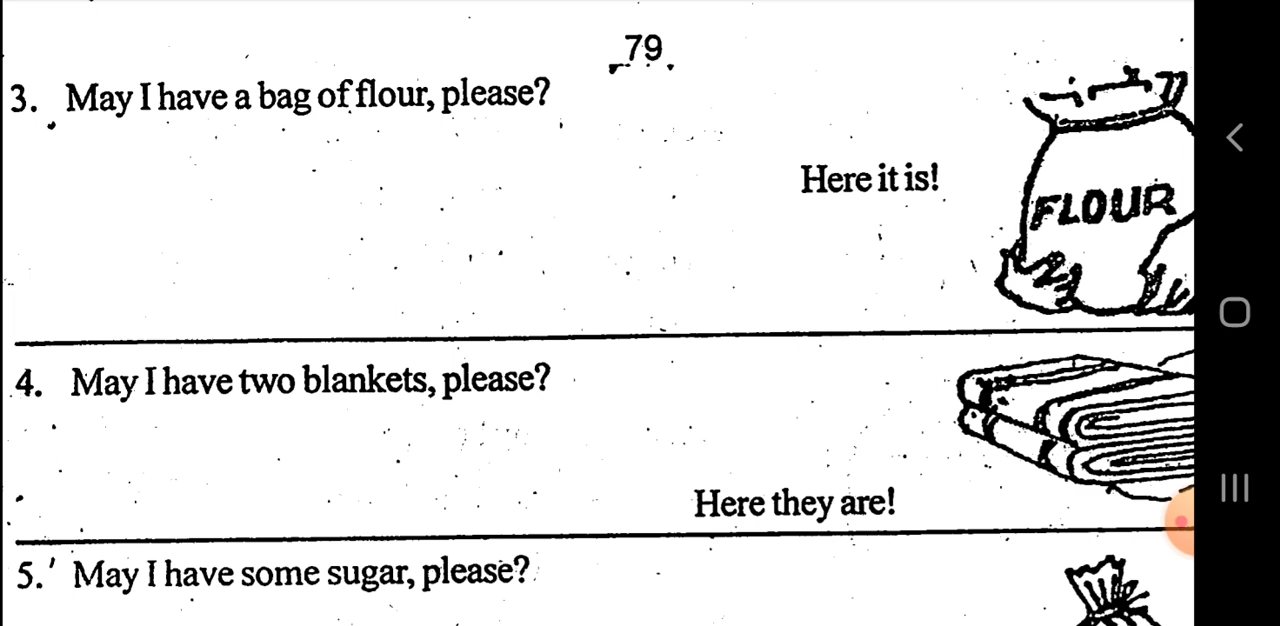 79
3. May I have a bag of flour, please?
Here it is!
FLOUR
4. May I have two blankets, please?
Here they are!
5. May I have some sugar, please?